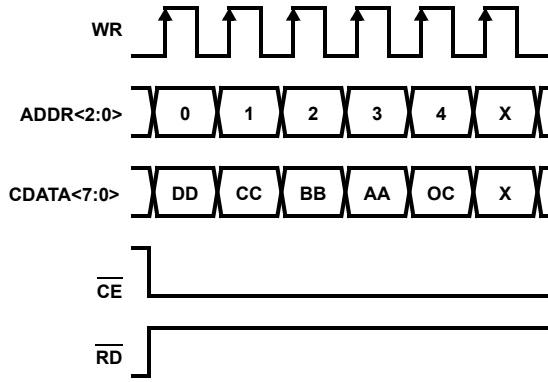 WR
ADDR<2:0> 0 1 2 3 4 X
CDATA<7:0> DD CC BB AA OC X
CE
RD